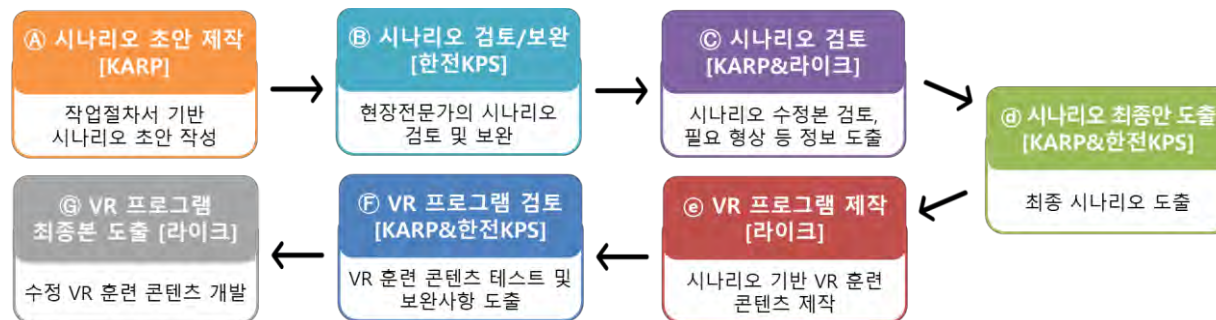 Ⓐ 시나리오 초안 제작
[KARP]
작업절차서 기반
시나리오 초안 작성
Ⓑ 시나리오 검토/보완
[한전KPS]
현장전문가의 시나리오
검토 및 보완
Ⓒ 시나리오 검토
[KARP&라이크]
시나리오 수정본 검토,
필요 형상 등 정보 도출
ⓓ 시나리오 최종안 도출
[KARP&한전KPS]
최종 시나리오 도출
ⓔ VR 프로그램 제작
[라이크]
시나리오 기반 VR 훈련
콘텐츠 제작
Ⓕ VR 프로그램 검토
[KARP&한전KPS]
VR 훈련 콘텐츠 테스트 및
보완사항 도출
Ⓖ VR 프로그램
최종본 도출 [라이크]
수정 VR 훈련 콘텐츠 개발